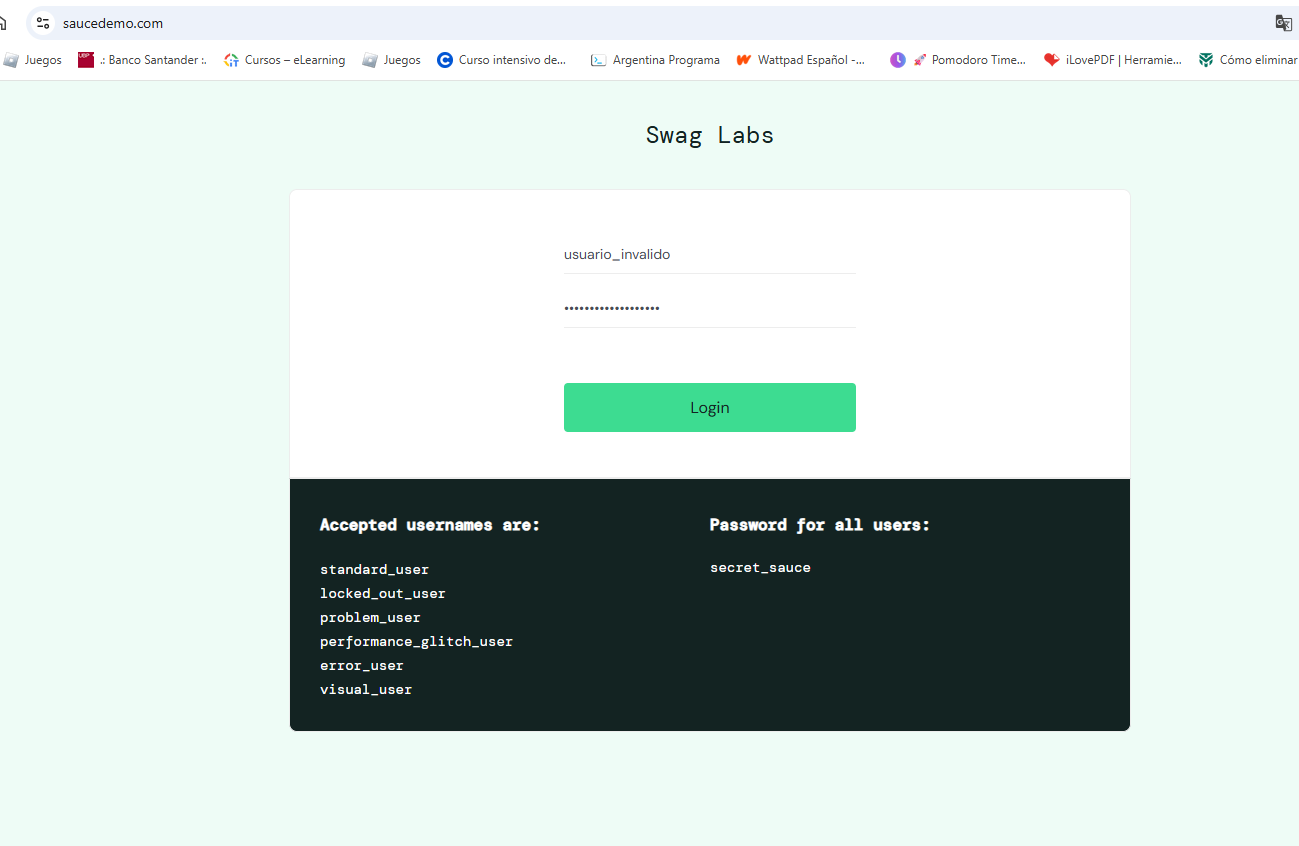 saucedemo.com
Juegos .: Banco Santander :. Cursos – eLearning Juegos Curso intensivo de... Argentina Programa Wattpad Español -... 🚀 Pomodoro Time... iLovePDF | Herramie... Cómo eliminar
Swag Labs
usuario_invalido
•••••••••••••••••••
Login
Accepted usernames are:
standard_user
locked_out_user
problem_user
performance_glitch_user
error_user
visual_user
Password for all users:
secret_sauce